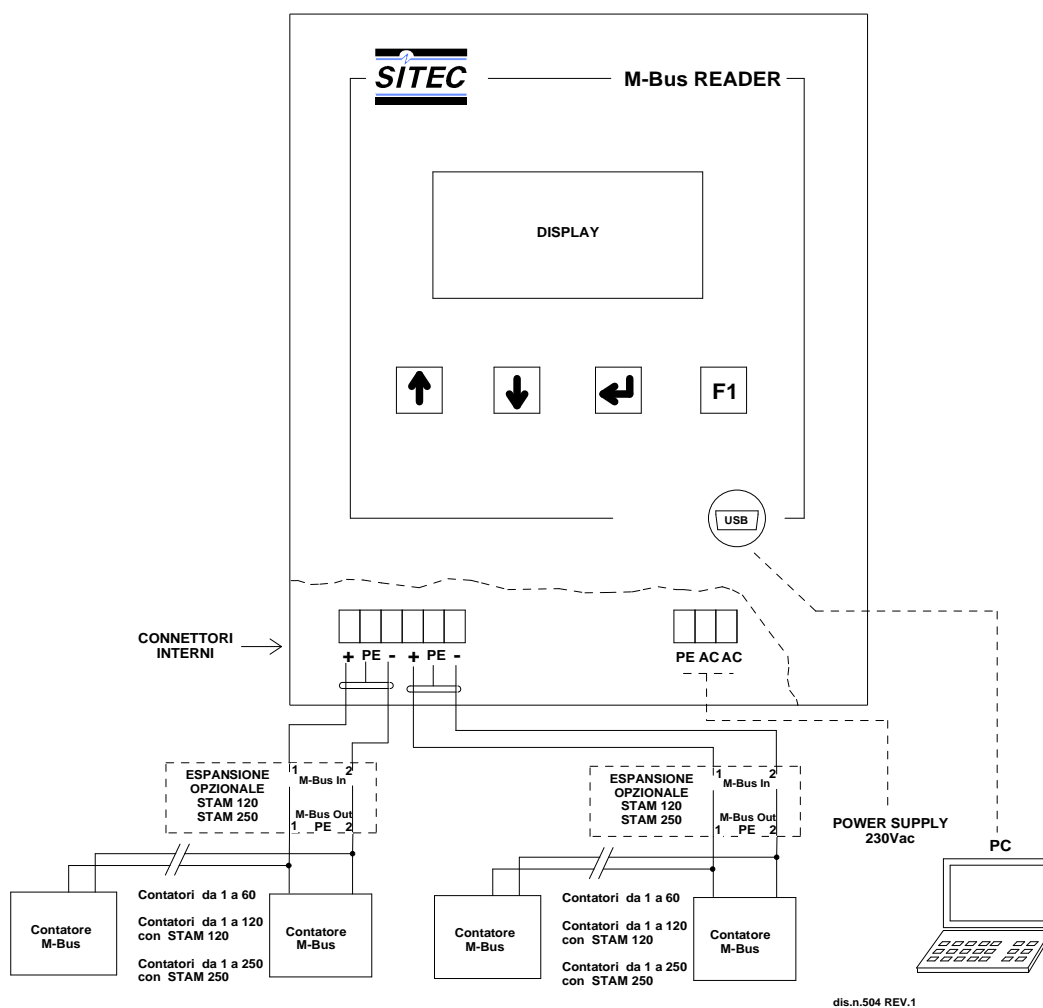 SITEC
M-Bus READER
DISPLAY
F1
USB
CONNETTORI
INTERNI
+ PE - + PE -
PE AC AC
ESPANSIONE
OPZIONALE
STAM 120
STAM 250
1 2
M-Bus In
M-Bus Out
1 PE 2
ESPANSIONE
OPZIONALE
STAM 120
STAM 250
1 2
M-Bus In
M-Bus Out
1 PE 2
POWER SUPPLY
230Vac
PC
Contatore
M-Bus
Contatori da 1 a 60
Contatori da 1 a 120
con STAM 120
Contatori da 1 a 250
con STAM 250
Contatore
M-Bus
Contatore
M-Bus
Contatori da 1 a 60
Contatori da 1 a 120
con STAM 120
Contatori da 1 a 250
con STAM 250
Contatore
M-Bus
dis.n.504 REV.1